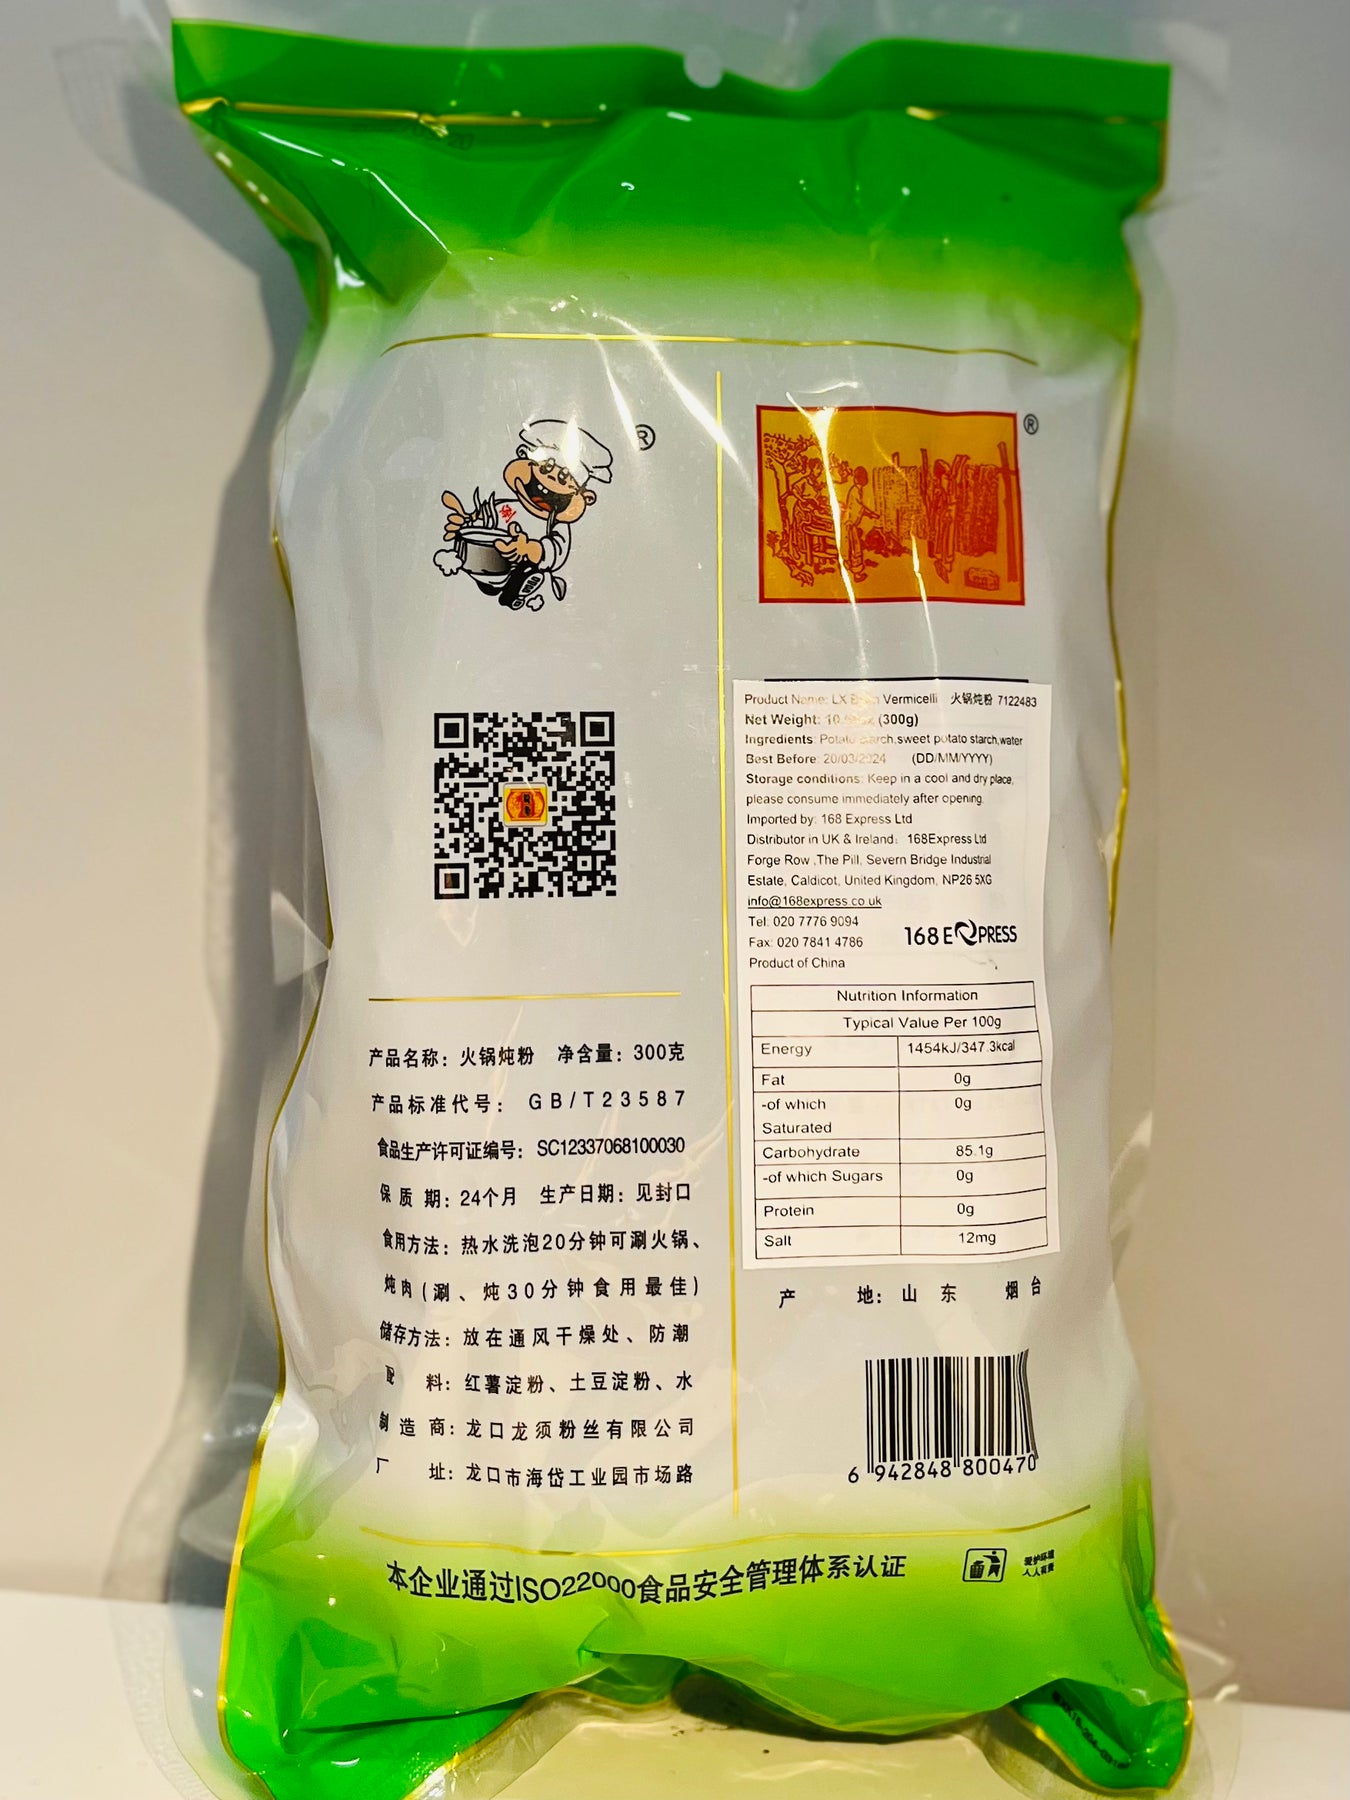 ®
®
产品名称：火锅炖粉 净含量：300克
产品标准代号：GB/T23587
食品生产许可证编号：SC12337068100030
保质期：24个月 生产日期：见封口
食用方法：热水洗泡20分钟可涮火锅、
炖肉(涮、炖30分钟食用最佳)
储存方法：放在通风干燥处、防潮
配料：红薯淀粉、土豆淀粉、水
制造商：龙口龙须粉丝有限公司
厂址：龙口市海岱工业园市场路
Product Name: LX Vermicelli 火锅炖粉 7122483
Net Weight: (300g)
Ingredients: Potato starch,sweet potato starch,water
Best Before: 20/03/2024 (DD/MM/YYYY)
Storage conditions: Keep in a cool and dry place,
please consume immediately after opening.
Imported by: 168 Express Ltd
Distributor in UK & Ireland: 168Express Ltd
Forge Row ,The Pill, Severn Bridge Industrial
Estate, Caldicot, United Kingdom, NP26 5XG
info@168express.co.uk
Tel: 020 7776 9094
Fax: 020 7841 4786
168 EXPRESS
Product of China
Nutrition Information
Typical Value Per 100g
Energy 1454kJ/347.3kcal
Fat 0g
-of which 0g
Saturated
Carbohydrate 85.1g
-of which Sugars 0g
Protein 0g
Salt 12mg
产地：山东 烟台
6 942848 800470
本企业通过ISO22000食品安全管理体系认证
爱护环境
人人有责